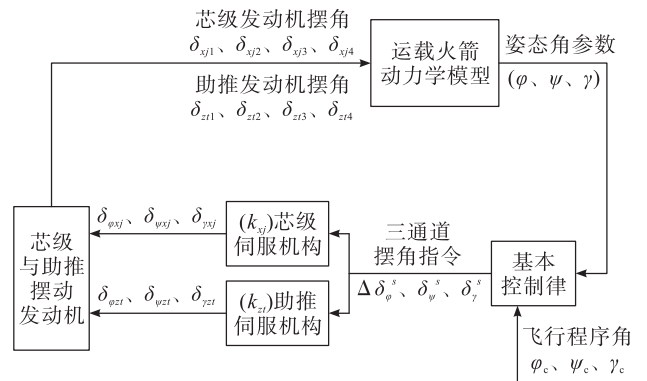 芯级发动机摆角
δxj1、δxj2、δxj3、δxj4
助推发动机摆角
δzt1、δzt2、δzt3、δzt4
运载火箭
动力学模型
姿态角参数
(φ、ψ、γ)
芯级
与助推
摆动
发动机
δφxj、δψxj、δγxj
(kxj)芯级
伺服机构
δφzt、δψzt、δγzt
(kzt)助推
伺服机构
三通道
摆角指令
Δδφˢ、δψˢ、δγˢ
基本
控制律
飞行程序角
φc、ψc、γc